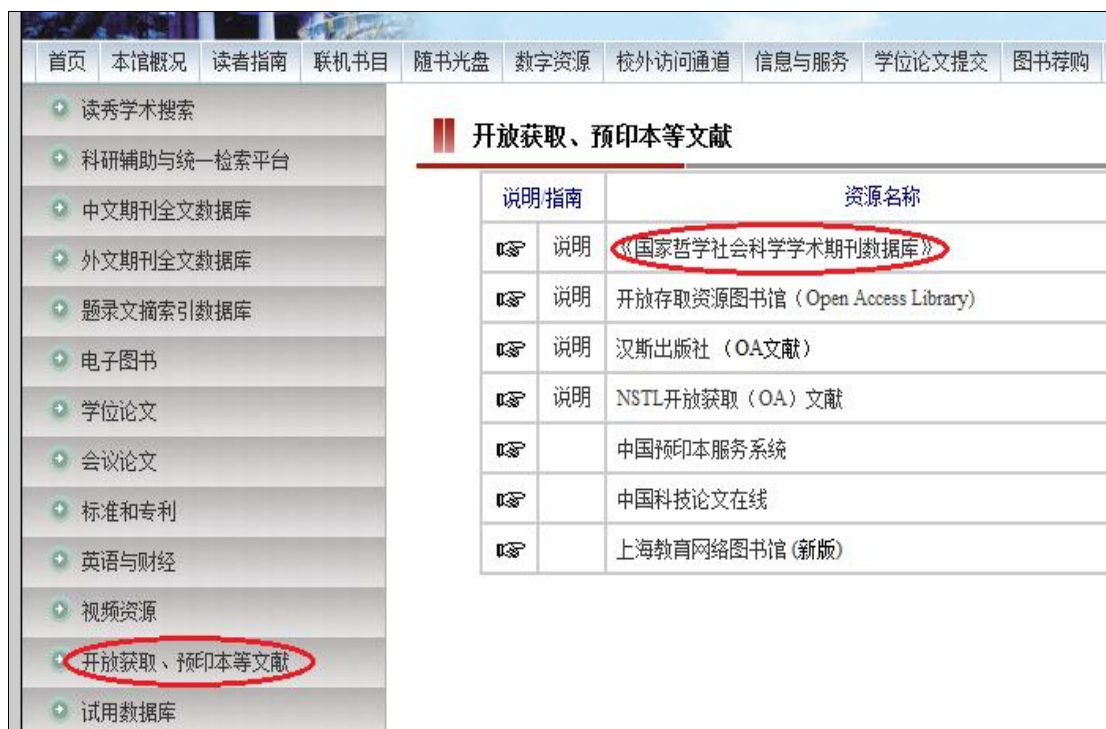 首页 本馆概况 读者指南 联机书目 随书光盘 数字资源 校外访问通道 信息与服务 学位论文提交 图书荐购
读秀学术搜索
科研辅助与统一检索平台
中文期刊全文数据库
外文期刊全文数据库
题录文摘索引数据库
电子图书
学位论文
会议论文
标准和专利
英语与财经
视频资源
开放获取、预印本等文献
试用数据库
开放获取、预印本等文献
说明/指南 资源名称
说明 《国家哲学社会科学学术期刊数据库》
说明 开放存取资源图书馆（Open Access Library)
说明 汉斯出版社 （OA文献）
说明 NSTL开放获取（OA）文献
中国预印本服务系统
中国科技论文在线
上海教育网络图书馆 (新版)